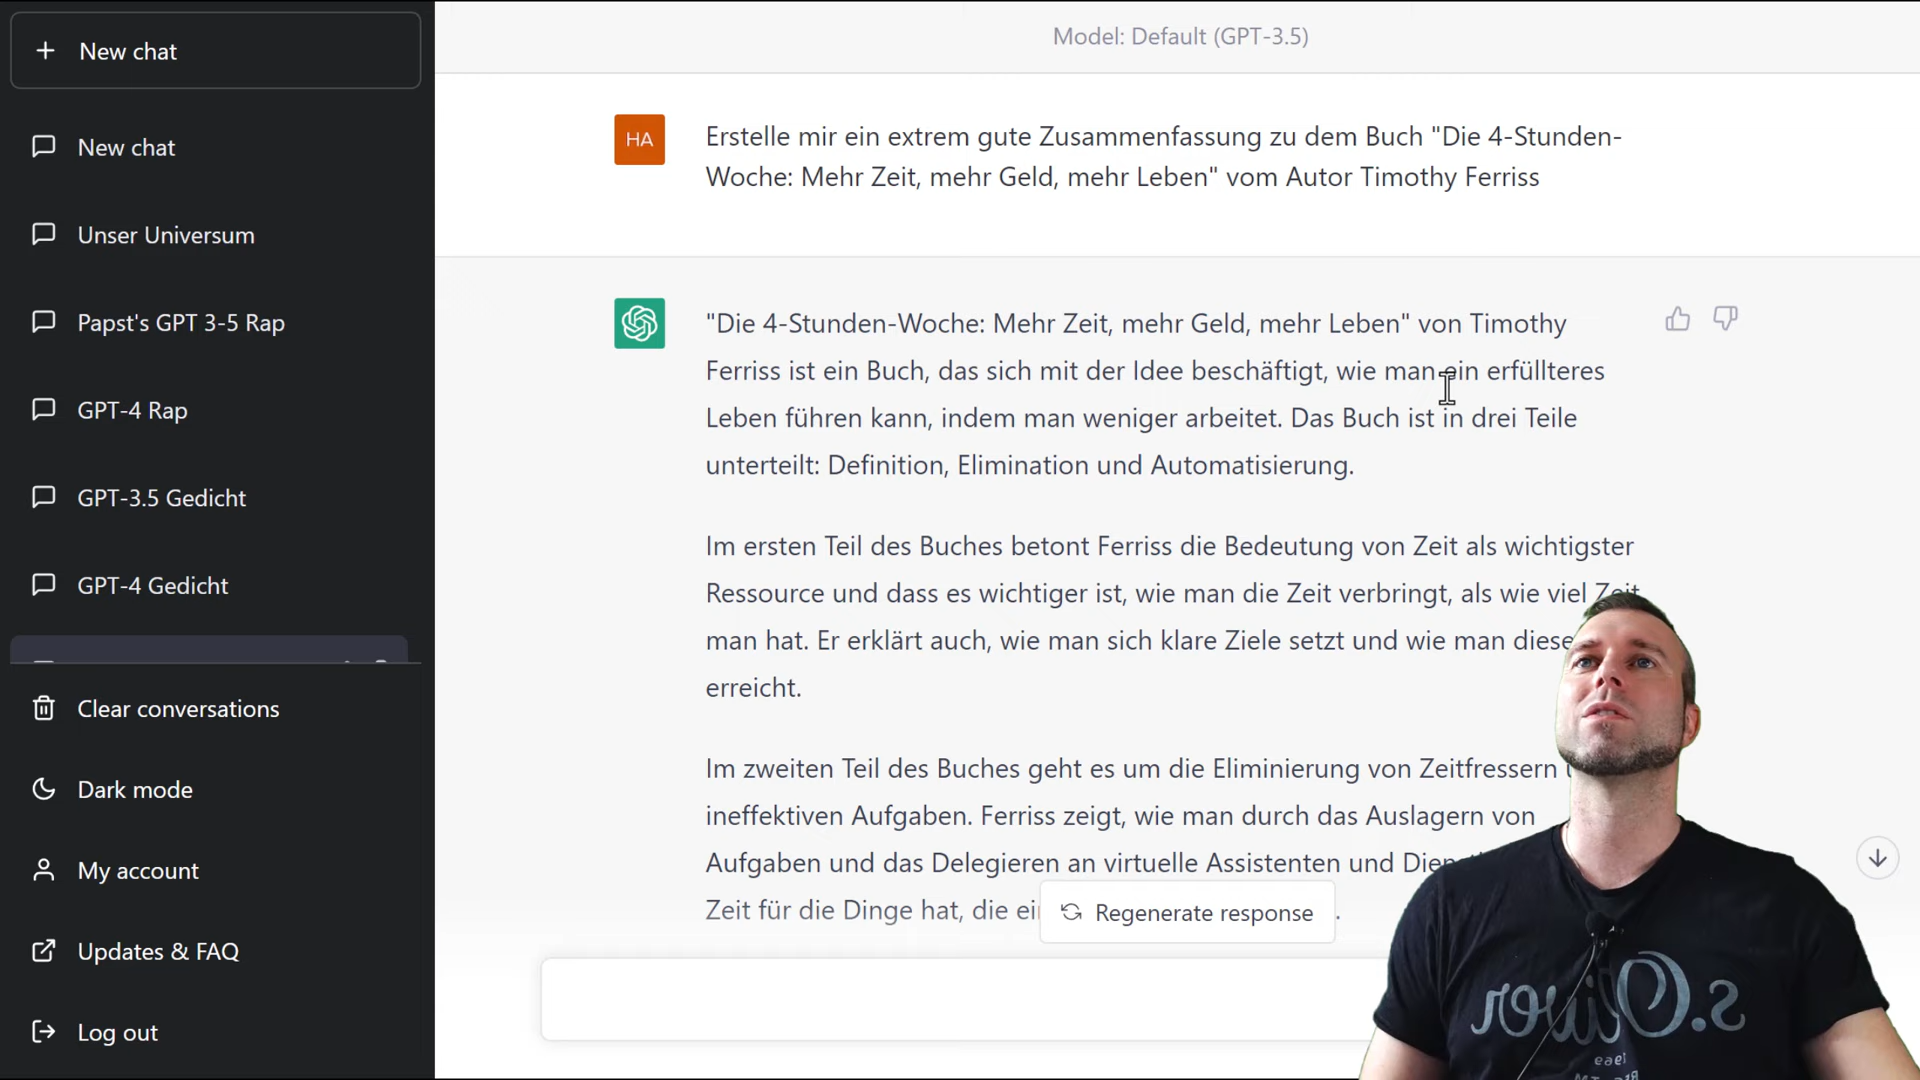 New chat
New chat
Unser Universum
Papst's GPT 3-5 Rap
GPT-4 Rap
GPT-3.5 Gedicht
GPT-4 Gedicht
Clear conversations
Dark mode
My account
Updates & FAQ
Log out
Model: Default (GPT-3.5)
HA
Erstelle mir ein extrem gute Zusammenfassung zu dem Buch "Die 4-Stunden-
Woche: Mehr Zeit, mehr Geld, mehr Leben" vom Autor Timothy Ferriss
"Die 4-Stunden-Woche: Mehr Zeit, mehr Geld, mehr Leben" von Timothy
Ferriss ist ein Buch, das sich mit der Idee beschäftigt, wie man ein erfüllteres
Leben führen kann, indem man weniger arbeitet. Das Buch ist in drei Teile
unterteilt: Definition, Elimination und Automatisierung.
Im ersten Teil des Buches betont Ferriss die Bedeutung von Zeit als wichtigster
Ressource und dass es wichtiger ist, wie man die Zeit verbringt, als wie viel Zeit
man hat. Er erklärt auch, wie man sich klare Ziele setzt und wie man diese
erreicht.
Im zweiten Teil des Buches geht es um die Eliminierung von Zeitfressern
ineffektiven Aufgaben. Ferriss zeigt, wie man durch das Auslagern von
Aufgaben und das Delegieren an virtuelle Assistenten und
Zeit für die Dinge hat, die
Regenerate response
s.Oliver